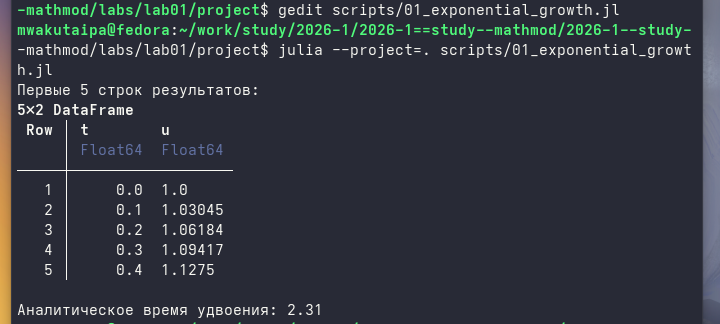 -mathmod/labs/lab01/project$ gedit scripts/01_exponential_growth.jl
mwakutaipa@fedora:~/work/study/2026-1/2026-1==study--mathmod/2026-1--study-
-mathmod/labs/lab01/project$ julia --project=. scripts/01_exponential_growt
h.jl
Первые 5 строк результатов:
5×2 DataFrame
Row │ t u
│ Float64 Float64
1 │ 0.0 1.0
2 │ 0.1 1.03045
3 │ 0.2 1.06184
4 │ 0.3 1.09417
5 │ 0.4 1.1275
Аналитическое время удвоения: 2.31